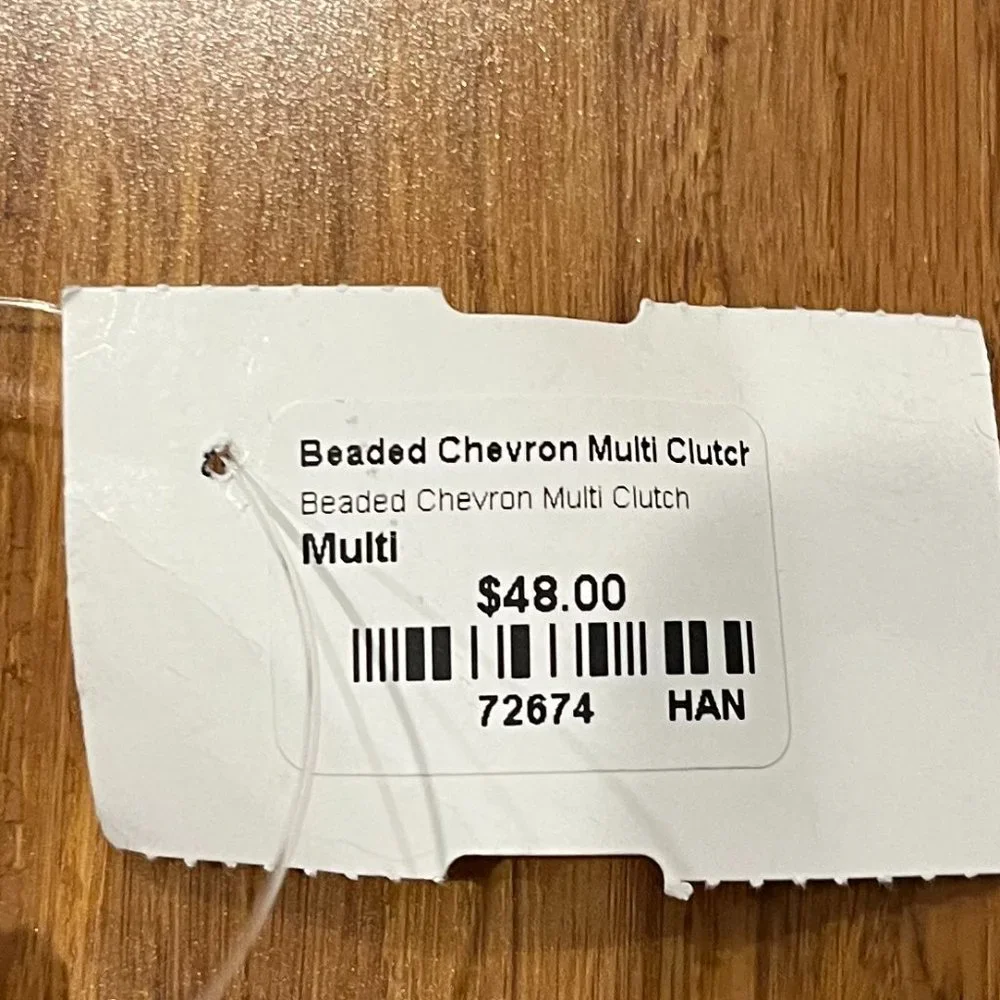 Beaded Chevron Multi Clutch
Beaded Chevron Multi Clutch
Multi
$48.00
72674 HAN